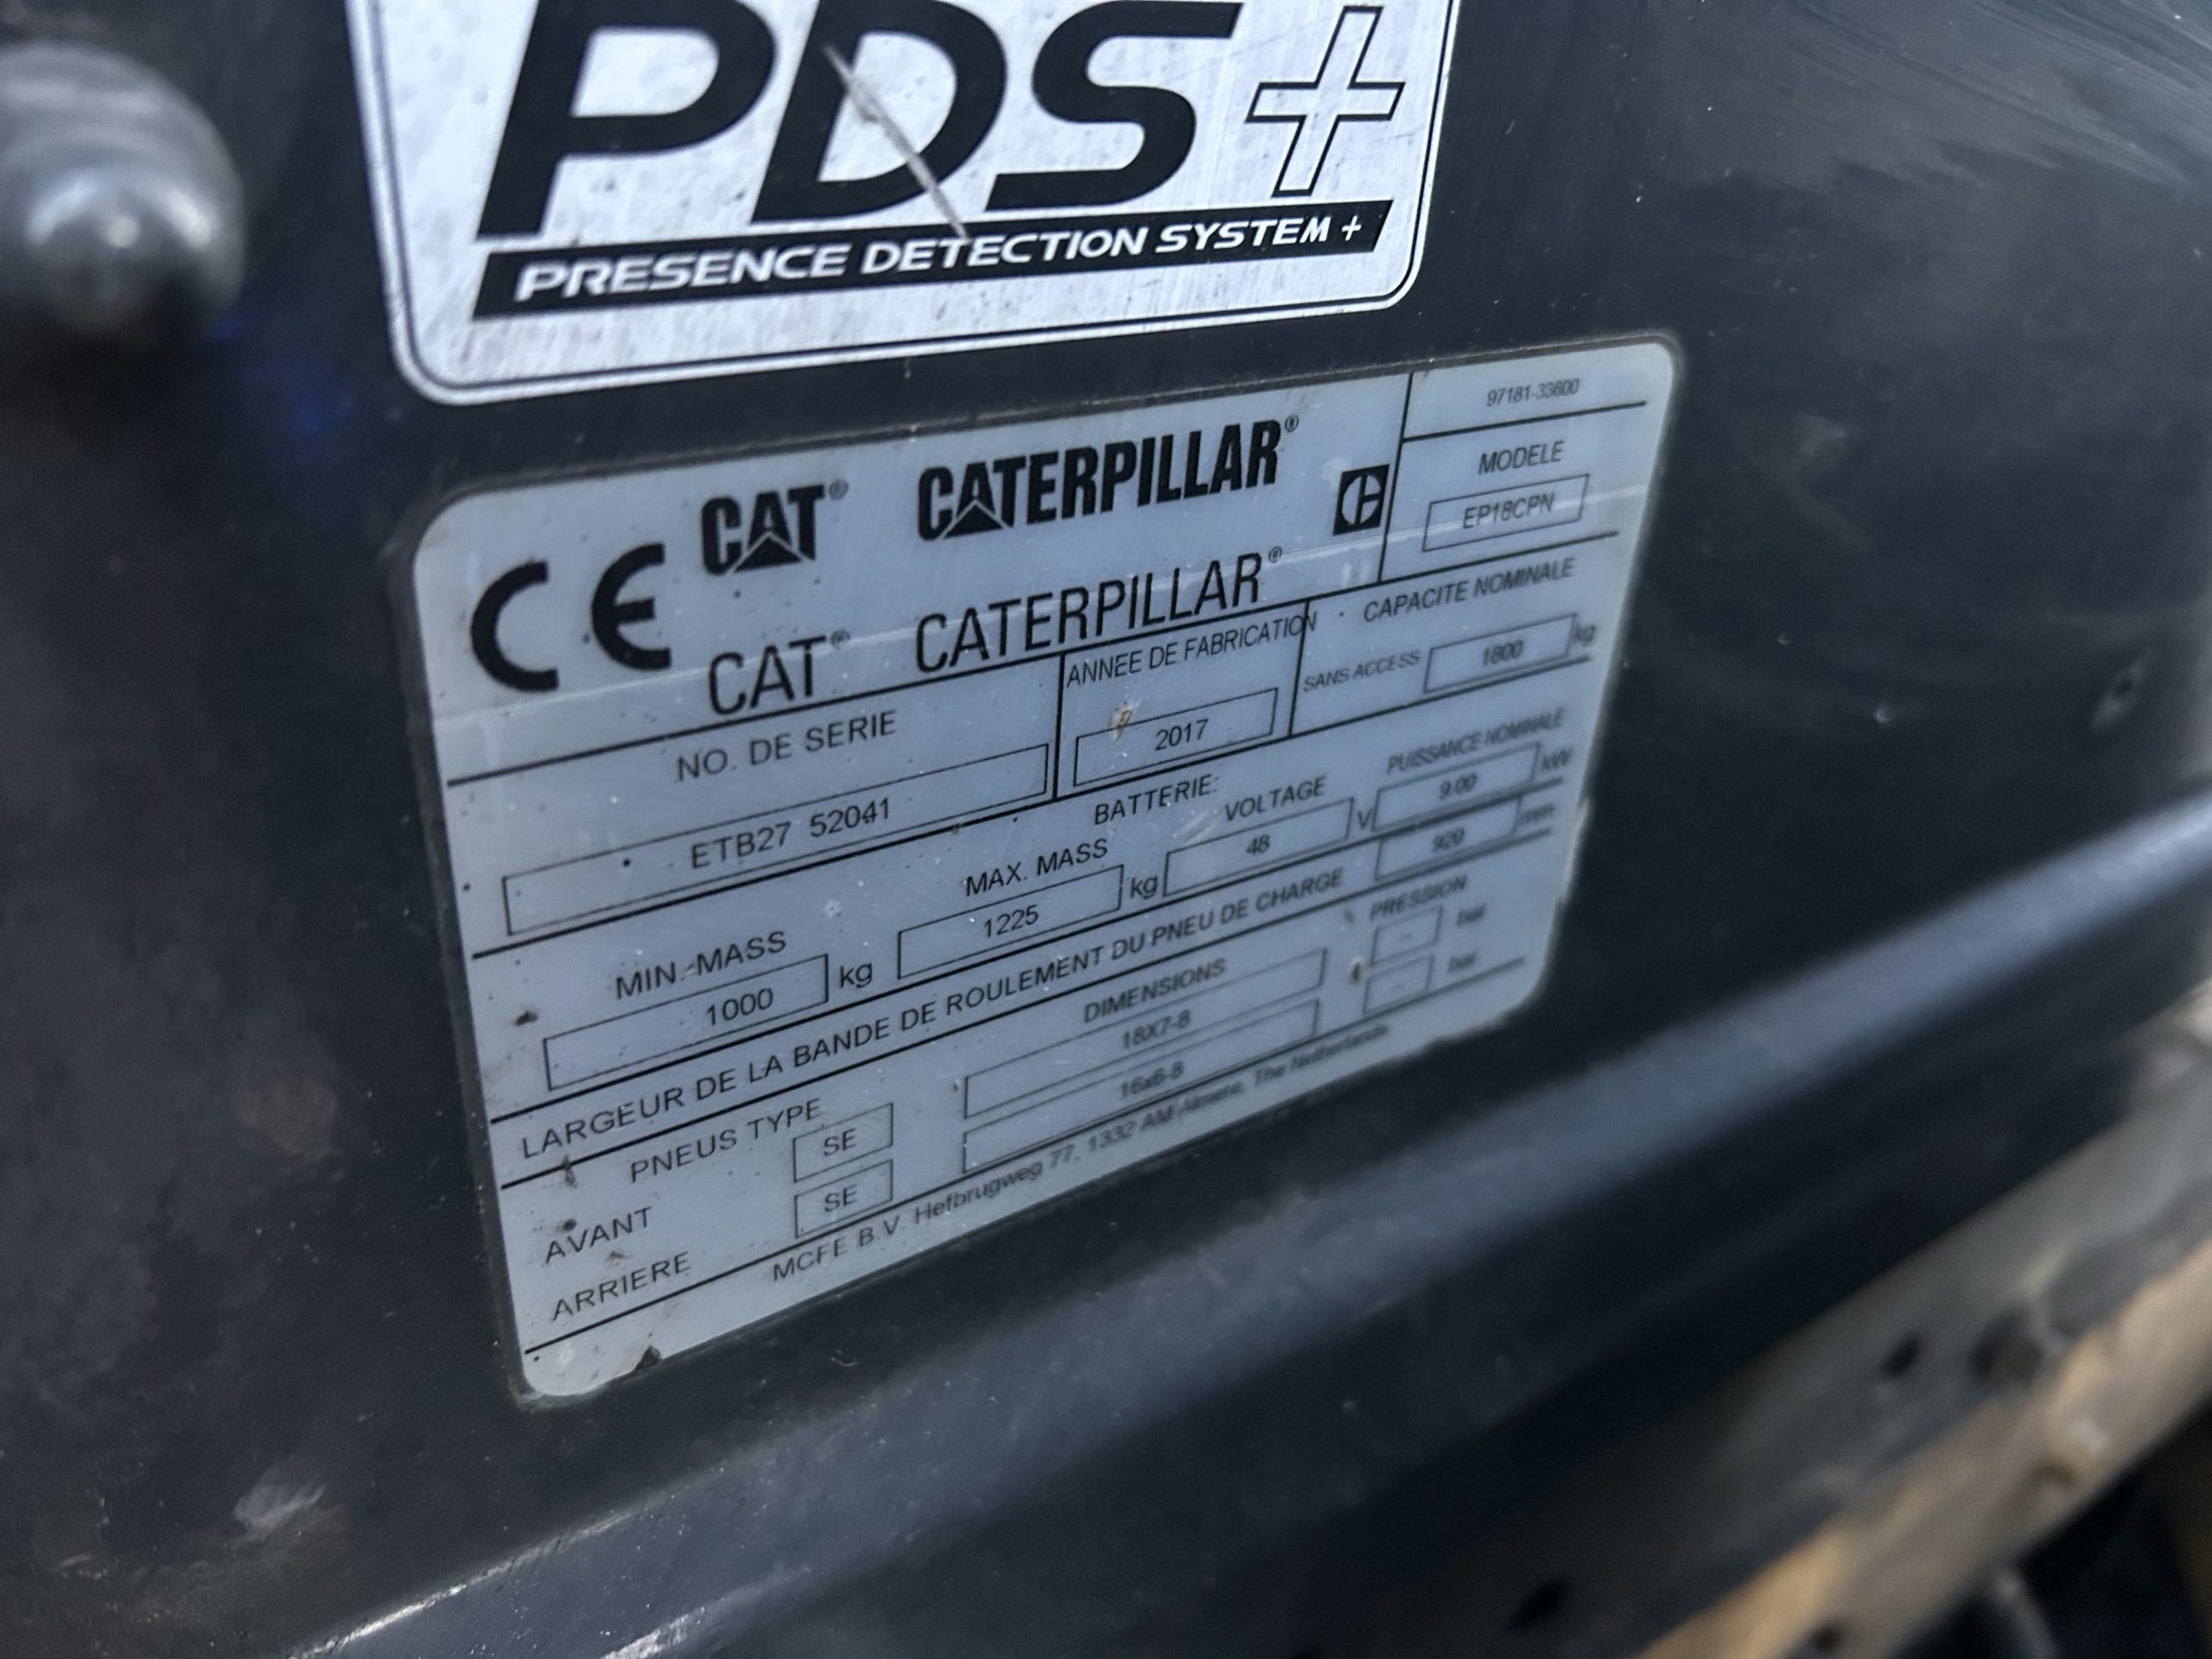 PDS+
PRESENCE DETECTION SYSTEM +
97181-33600
CE CAT® CATERPILLAR®
CAT® CATERPILLAR®
MODELE
EP18CPN
CAPACITE NOMINALE
SANS ACCESS 1800 kg
NO. DE SERIE
ETB27 52041
ANNEE DE FABRICATION
2017
BATTERIE:
MIN. MASS
1000 kg
MAX. MASS
1225 kg
VOLTAGE
48 V
PUISSANCE NOMINALE
9.00 kW
LARGEUR DE LA BANDE DE ROULEMENT DU PNEU DE CHARGE 920 mm
PNEUS TYPE DIMENSIONS PRESSION
AVANT SE 18X7-8 -- bar
ARRIERE SE 16x6-8 -- bar
MCFE B.V. Hefbrugweg 77, 1332 AM Almere, The Netherlands